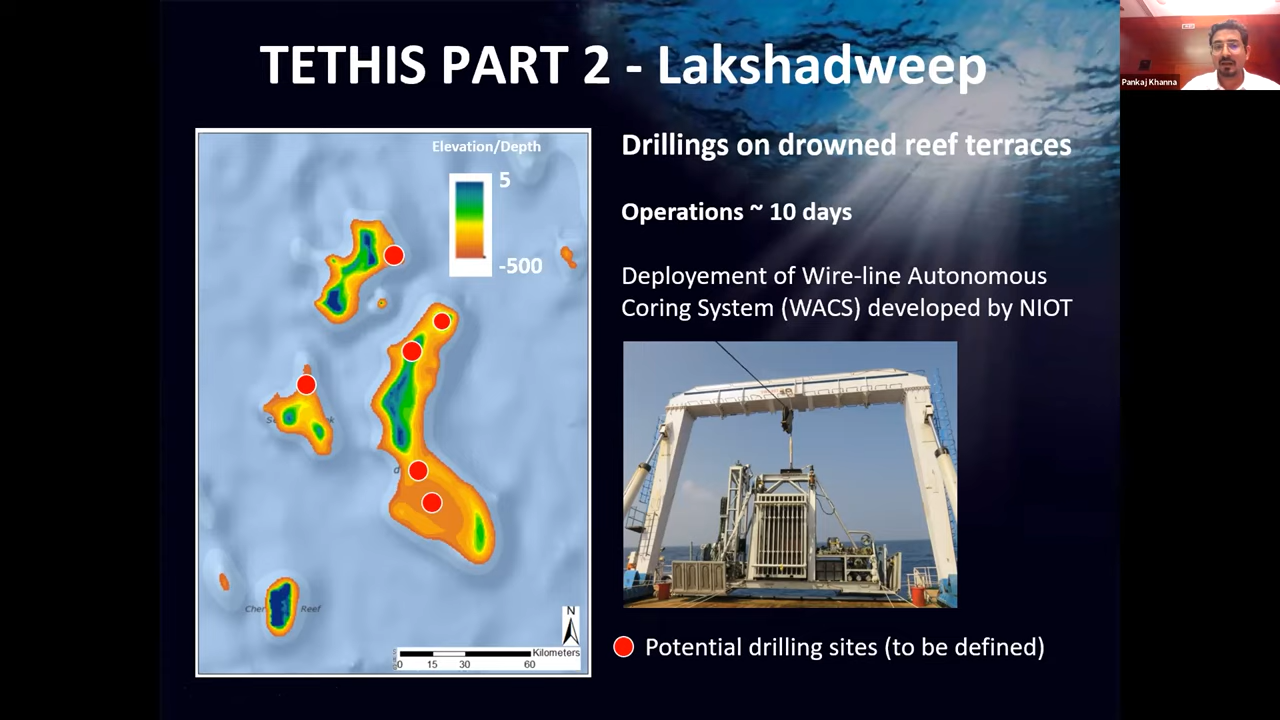 TETHIS PART 2 - Lakshadweep
Pankaj Khanna
Elevation/Depth
5
-500
Drillings on drowned reef terraces
Operations ~ 10 days
Deployement of Wire-line Autonomous
Coring System (WACS) developed by NIOT
Cher
Reef
N
Kilometers
0 15 30 60
Potential drilling sites (to be defined)